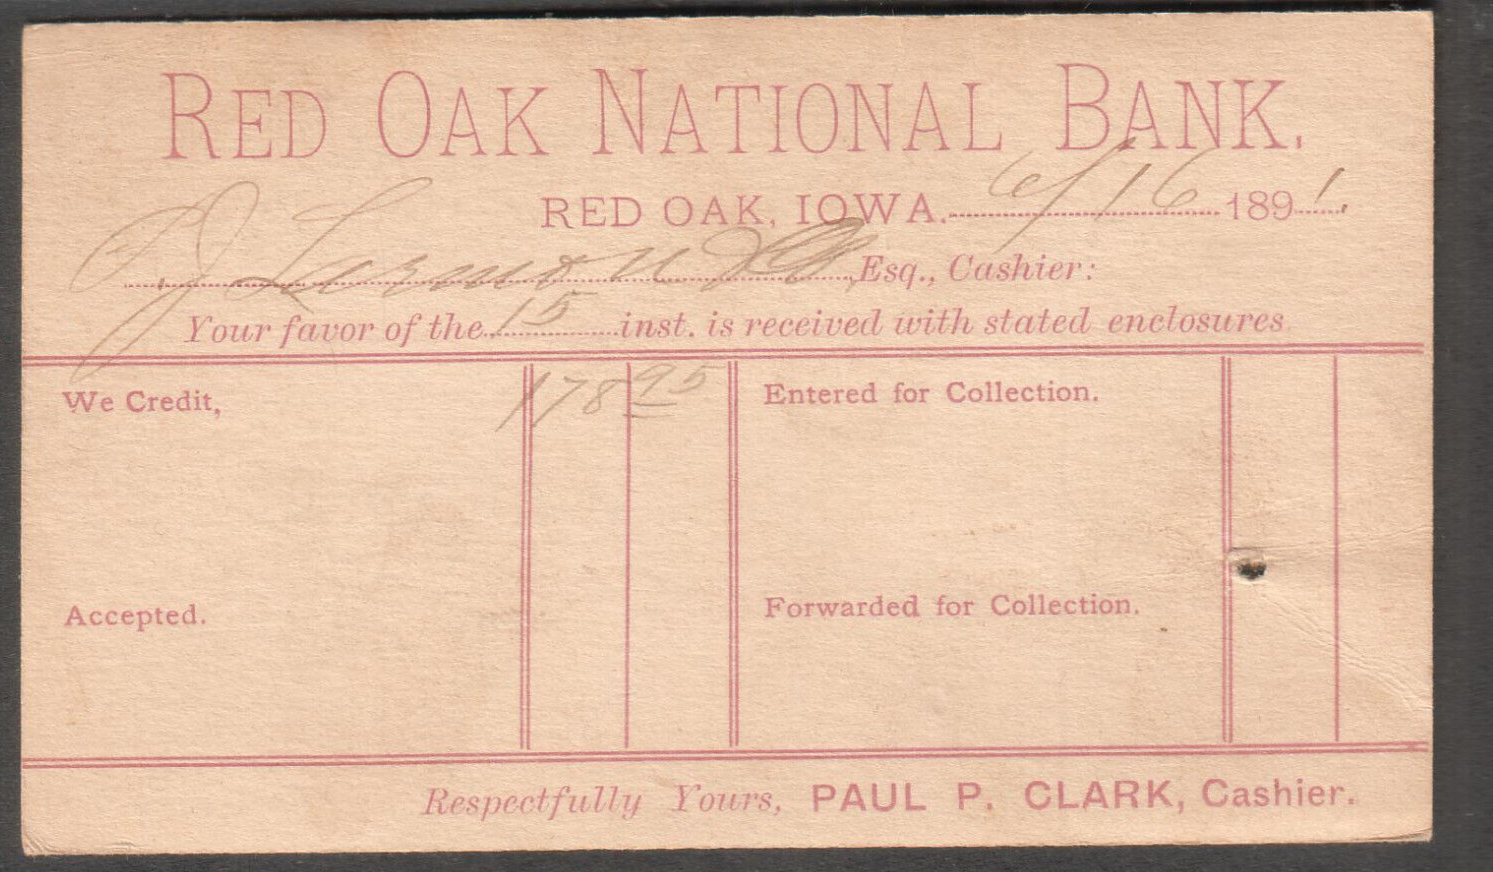 RED OAK NATIONAL BANK.
RED OAK, IOWA. 6/16 1891.
Esq., Cashier:
Your favor of the 15 inst. is received with stated enclosures
We Credit, 178 95 Entered for Collection.
Accepted. Forwarded for Collection.
Respectfully Yours, PAUL P. CLARK, Cashier.